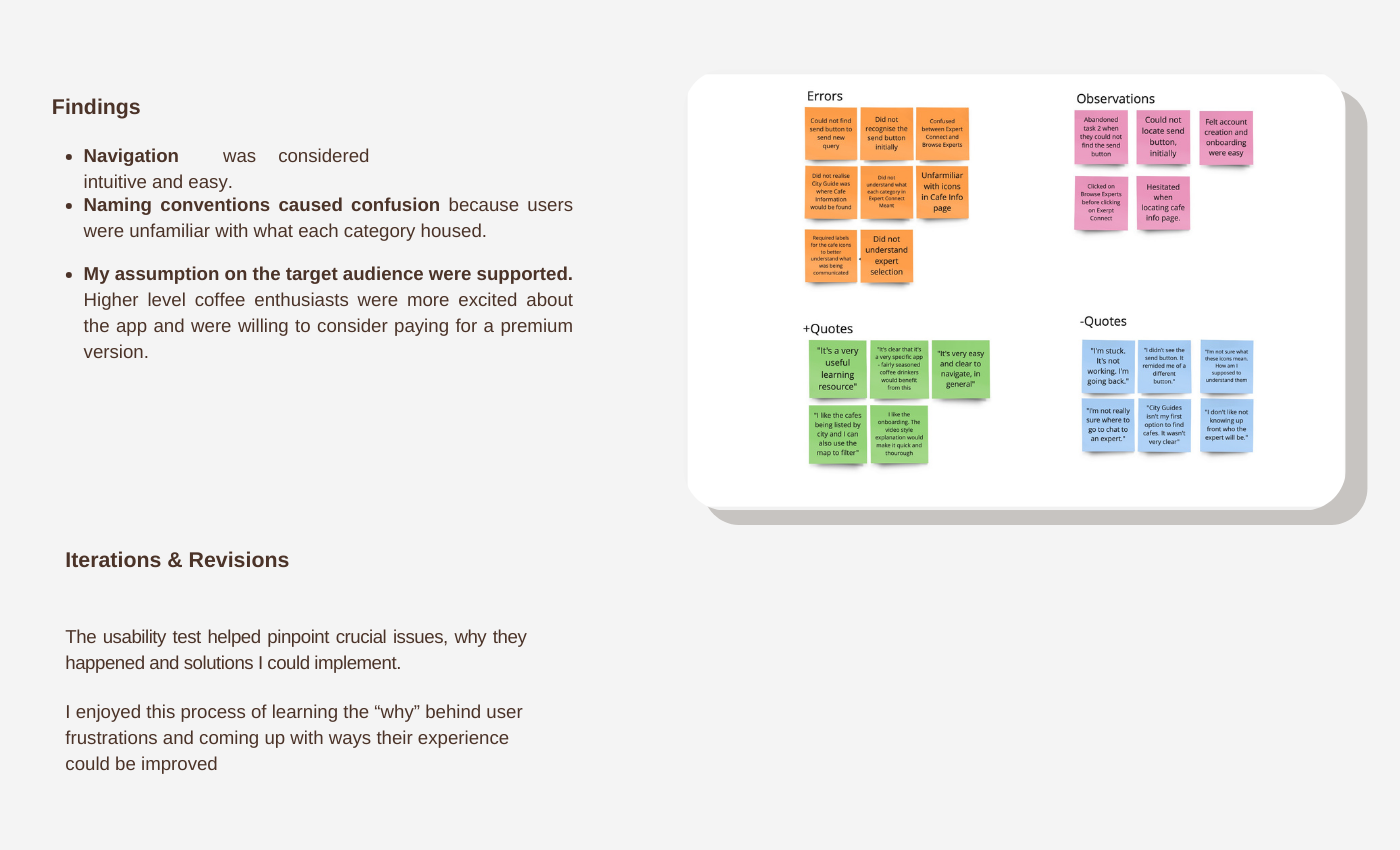 Findings
Navigation was considered
intuitive and easy.
Naming conventions caused confusion because users
were unfamiliar with what each category housed.
My assumption on the target audience were supported.
Higher level coffee enthusiasts were more excited about
the app and were willing to consider paying for a premium
version.
Errors
Could not find
send button to
send new
query
Did not
recognise the
send button
initially
Confused
between Expert
Connect and
Browse Experts
Did not realise
City Guide was
where Cafe
information
would be found
Did not
understand what
each category in
Expert Connect
Meant
Unfarmiliar
with icons
in Cafe Info
page
Required labels
for the cafe icons
to better
understand what
was being
communicated
Did not
understand
expert
selection
Observations
Abandoned
task 2 when
they could not
find the send
button
Could not
locate send
button,
initially
Felt account
creation and
onboarding
were easy
Clicked on
Browse Experts
before clicking
on Exerpt
Connect
Hesitated
when
locating cafe
info page.
+Quotes
"It's a very
useful
learning
resource"
"It's clear that it's
a very specific app
- fairly seasoned
coffee drinkers
would benefit
from this
"It's very easy
and clear to
navigate, in
general"
"I like the cafes
being listed by
city and I can
also use the
map to filter"
I like the
onboarding. The
video style
explanation would
make it quick and
thourough
-Quotes
"I'm stuck.
It's not
working. I'm
going back."
"I didn't see the
send button. It
remided me of a
different
button."
"I'm not sure what
these icons mean.
How am I
supposed to
understand them
"I'm not really
sure where to
go to chat to
an expert."
"City Guides
isn't my first
option to find
cafes. It wasn't
very clear"
"I don't like not
knowing up
front who the
expert will be."
Iterations & Revisions
The usability test helped pinpoint crucial issues, why they
happened and solutions I could implement.
I enjoyed this process of learning the “why” behind user
frustrations and coming up with ways their experience
could be improved